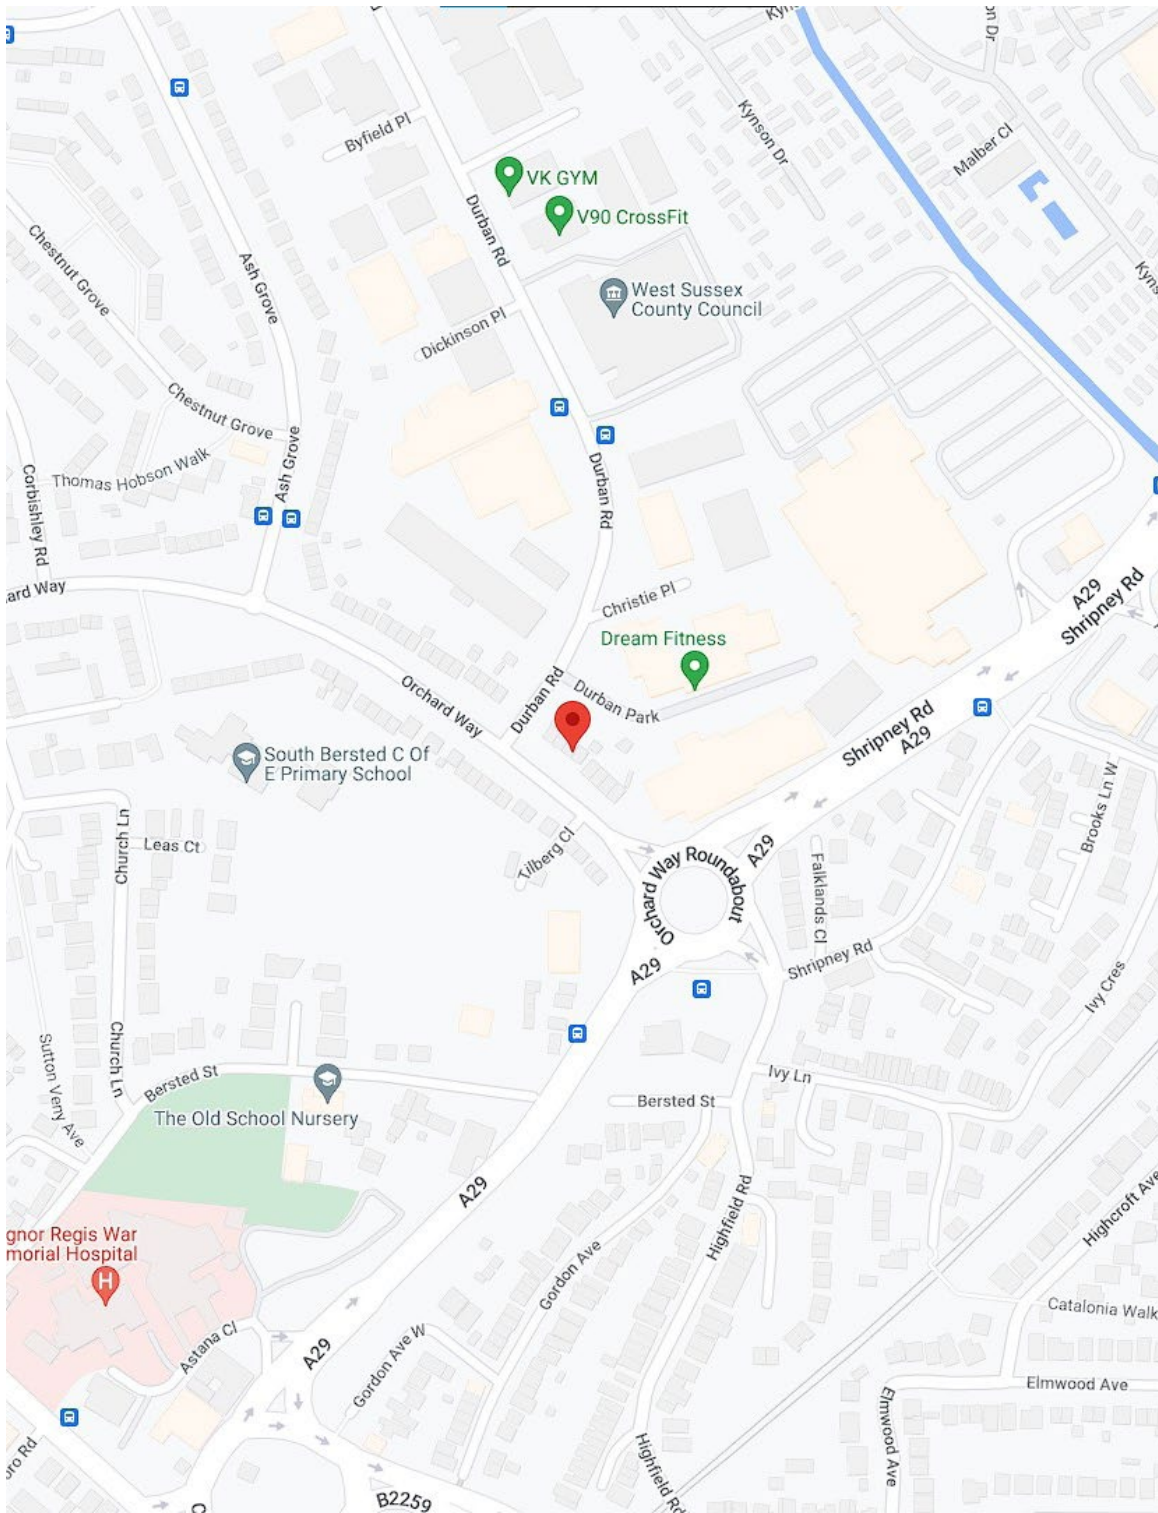 Byfield Pl
Kynson Dr
Malber Cl
VK GYM
V90 CrossFit
Durban Rd
Chestnut Grove
Ash Grove
West Sussex
County Council
Dickinson Pl
Chestnut Grove
Thomas Hobson Walk
Ash Grove
Corbishley Rd
Durban Rd
ard Way
Christie Pl
A29
Shripney Rd
Dream Fitness
Durban Rd
Durban Park
Orchard Way
Shripney Rd
A29
South Bersted C Of
E Primary School
Brooks Ln W
Church Ln
Leas Ct
Tilberg Cl
Orchard Way Roundabout
A29
Falklands Cl
A29
Shripney Rd
Ivy Cres
Sutton Verry Ave
Church Ln
Bersted St
Ivy Ln
The Old School Nursery
Bersted St
A29
Highfield Rd
Highcroft Ave
gnor Regis War
morial Hospital
H
Gordon Ave
Catalonia Walk
Astana Cl
A29
Gordon Ave W
Elmwood Ave
Elmwood Ave
oro Rd
Highfield Rd
B2259